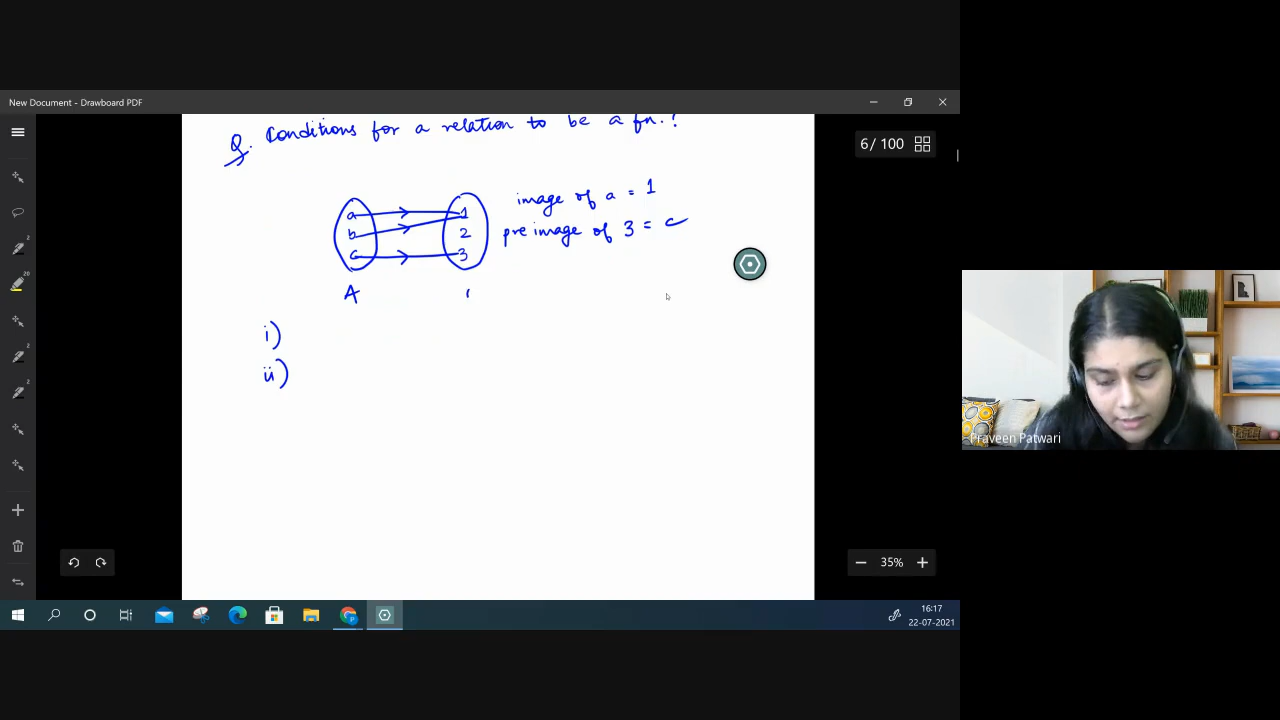 New Document - Drawboard PDF
6 / 100
Q. Conditions for a relation to be a fn.?
a 1
b 2
c 3
image of a = 1
pre image of 3 = c
A
i)
ii)
Praveen Patwari
35%
16:17
22-07-2021